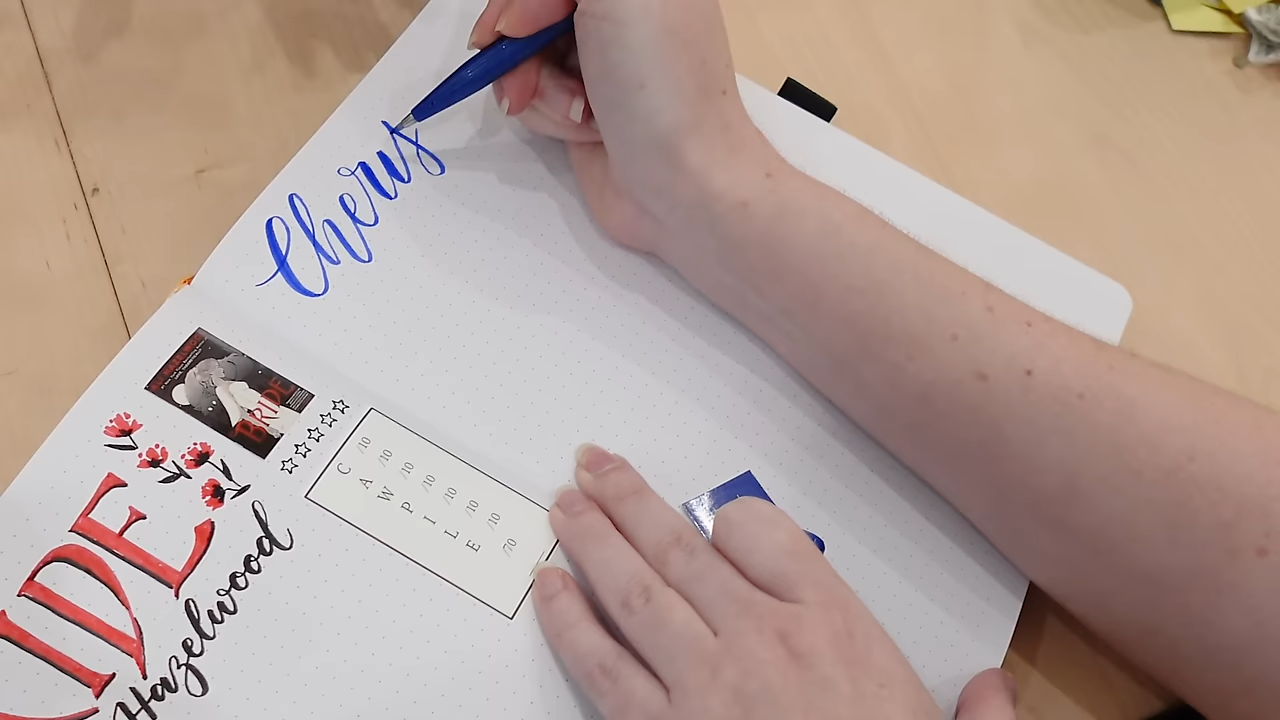 Cherus
BRIDE
IDE
Hazelwood
C /10
A /10
W /10
P /10
I /10
L /10
E /10